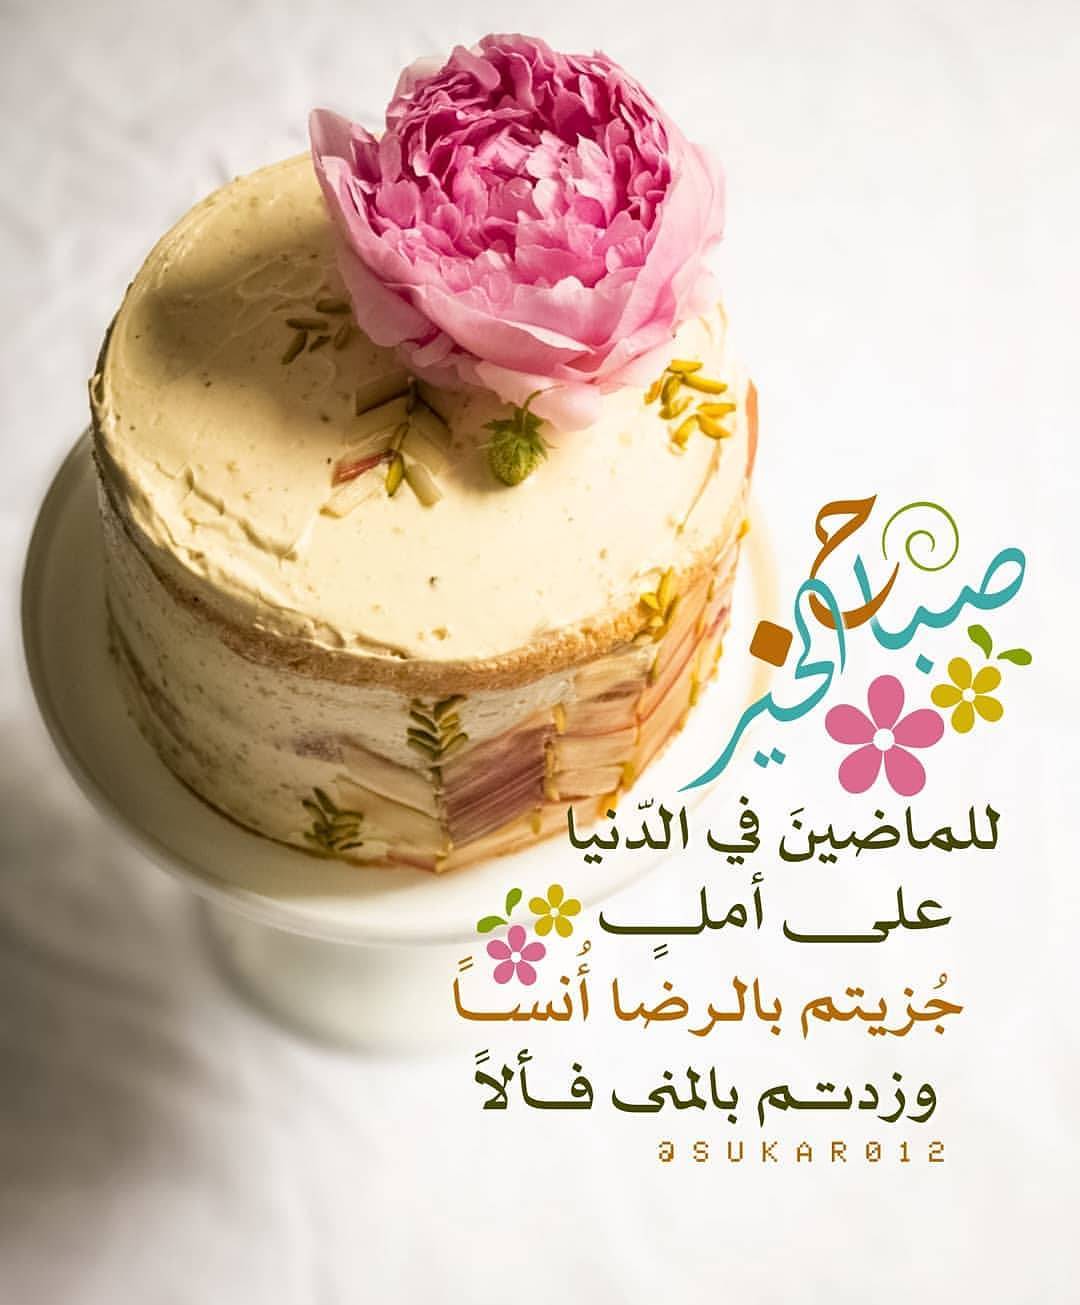 صباح الخير
للماضينَ في الدّنيا
على أملٍ
جُزيتم بالرضا أُنساً
وزدتم بالمنى فألاً
@SUKAR012